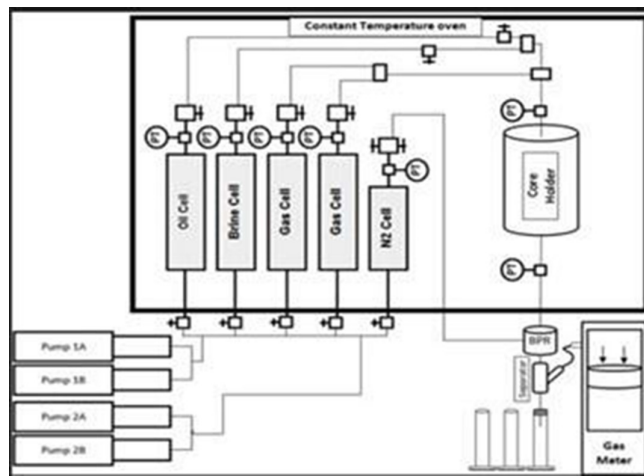 Constant Temperature oven
PT
PT
PT
PT
PT
PT
PT
Oil Cell
Brine Cell
Gas Cell
Gas Cell
N2 Cell
Core
Holder
Pump 1A
Pump 1B
Pump 2A
Pump 2B
BPR
Separator
Gas
Meter